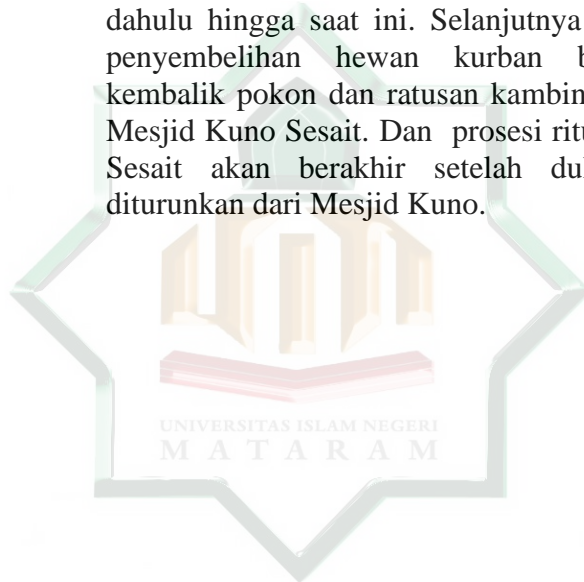 dahulu hingga saat ini. Selanjutnya
penyembelihan hewan kurban b
kembalik pokon dan ratusan kambin
Mesjid Kuno Sesait. Dan prosesi ritu
Sesait akan berakhir setelah du
diturunkan dari Mesjid Kuno.
UNIVERSITAS ISLAM NEGERI
MATARAM